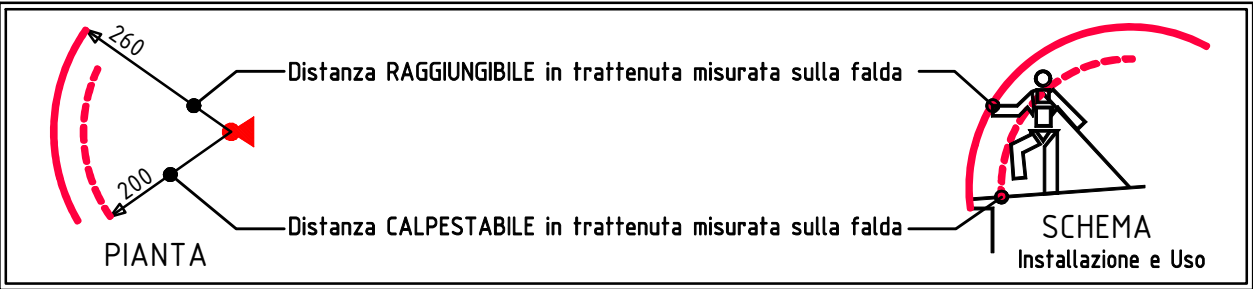 260
Distanza RAGGIUNGIBILE in trattenuta misurata sulla falda
200
Distanza CALPESTABILE in trattenuta misurata sulla falda
PIANTA
SCHEMA
Installazione e Uso